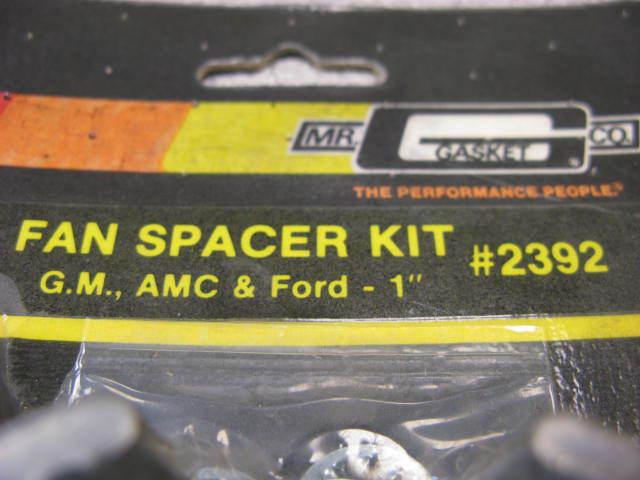 MR. GASKET CO.
THE PERFORMANCE PEOPLE.
FAN SPACER KIT #2392
G.M., AMC & Ford - 1"